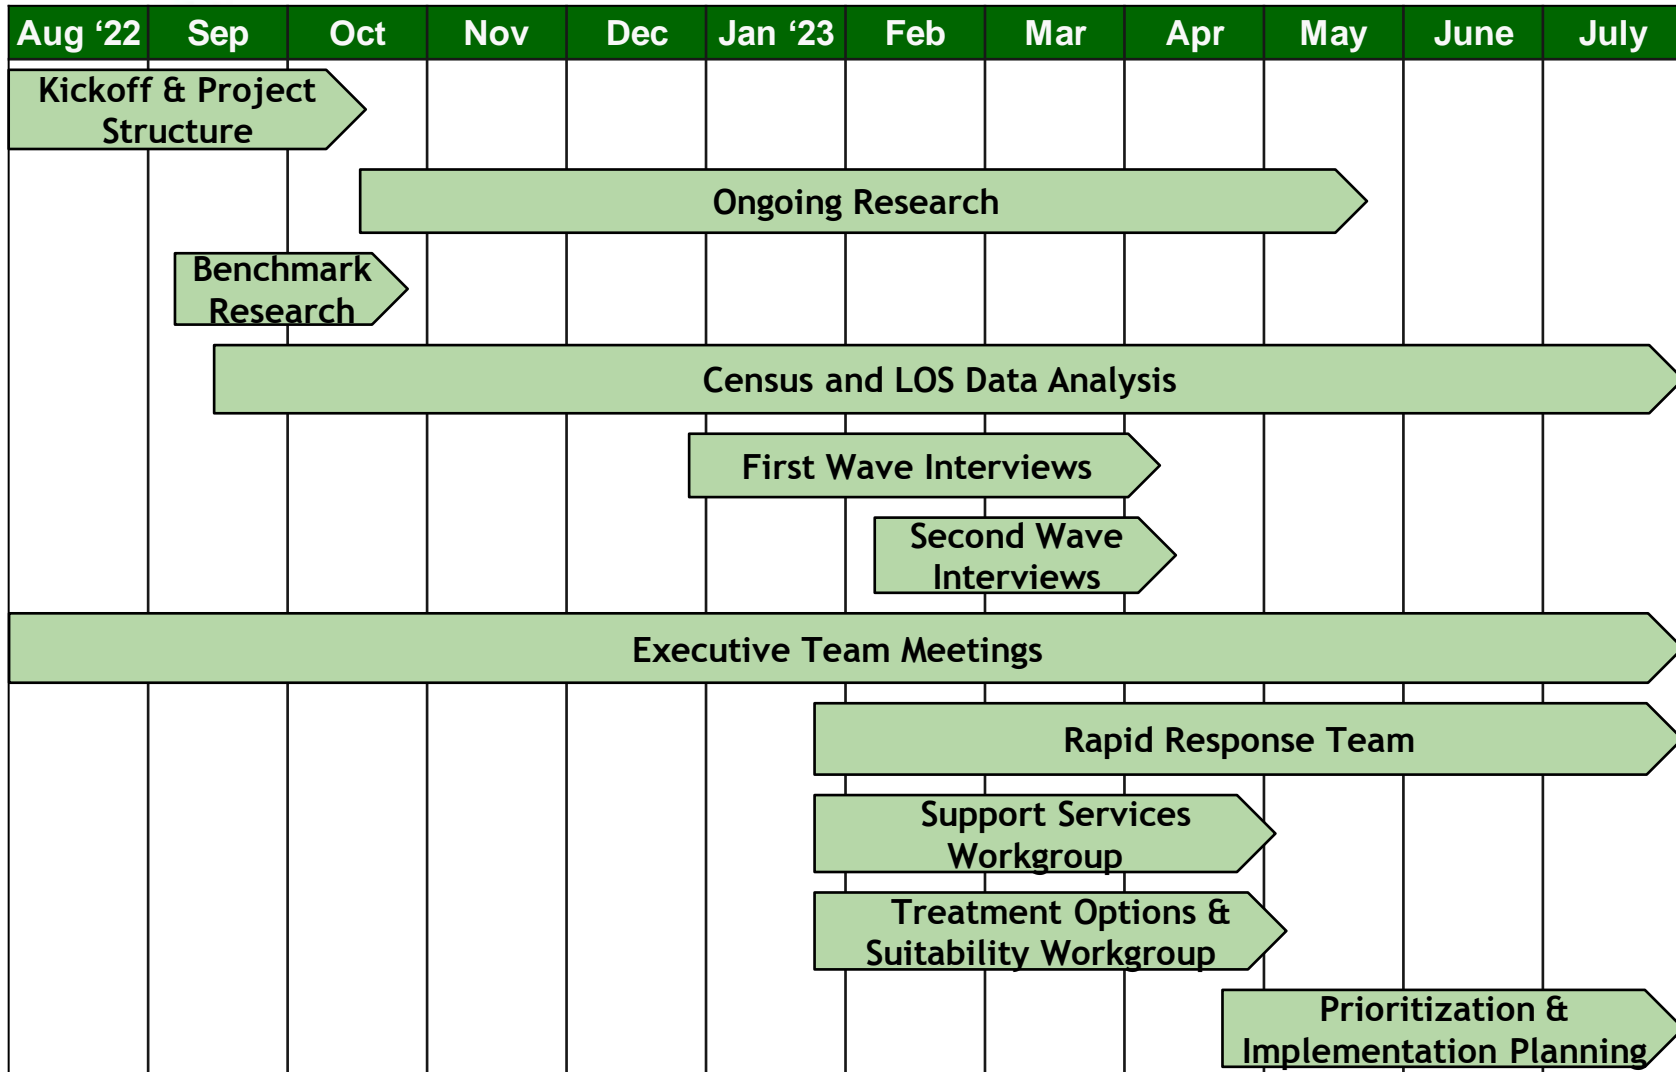 Aug ‘22 Sep Oct Nov Dec Jan ‘23 Feb Mar Apr May June July
Kickoff & Project
Structure
Ongoing Research
Benchmark
Research
Census and LOS Data Analysis
First Wave Interviews
Second Wave
Interviews
Executive Team Meetings
Rapid Response Team
Support Services
Workgroup
Treatment Options &
Suitability Workgroup
Prioritization &
Implementation Planning